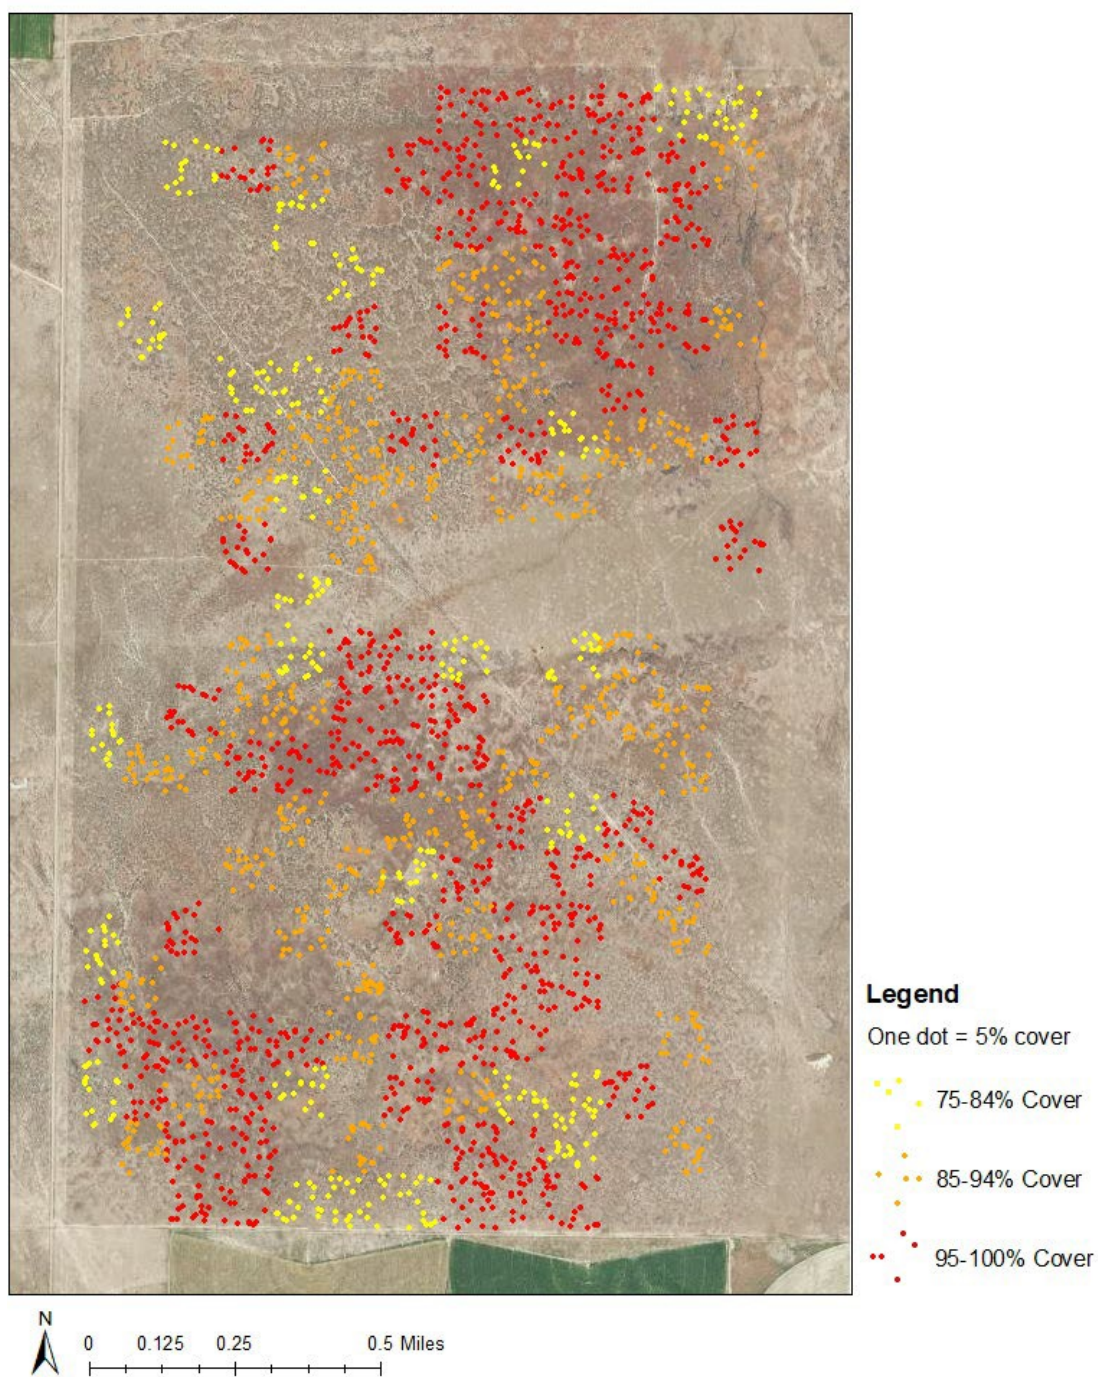 Legend
One dot = 5% cover
75-84% Cover
85-94% Cover
95-100% Cover
N
0 0.125 0.25 0.5 Miles